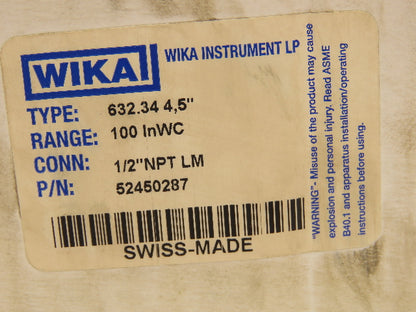 WIKA
WIKA INSTRUMENT LP
TYPE: 632.34 4,5"
RANGE: 100 InWC
CONN: 1/2"NPT LM
P/N: 52450287
SWISS-MADE
"WARNING"- Misuse of the product may cause
explosion and personal injury. Read ASME
B40.1 and apparatus installation/operating
instructions before using.